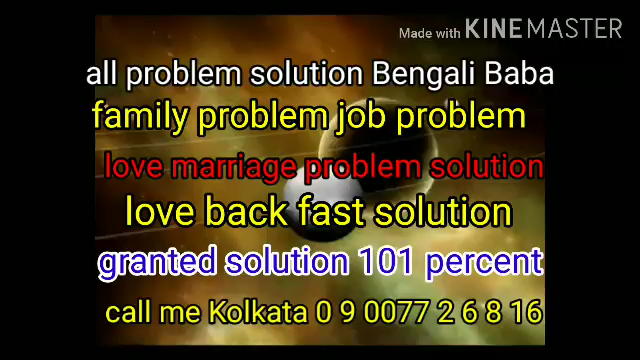 Made with KINEMASTER
all problem solution Bengali Baba
family problem job problem
love marriage problem solution
love back fast solution
granted solution 101 percent
call me Kolkata 0 9 0077 2 6 8 16